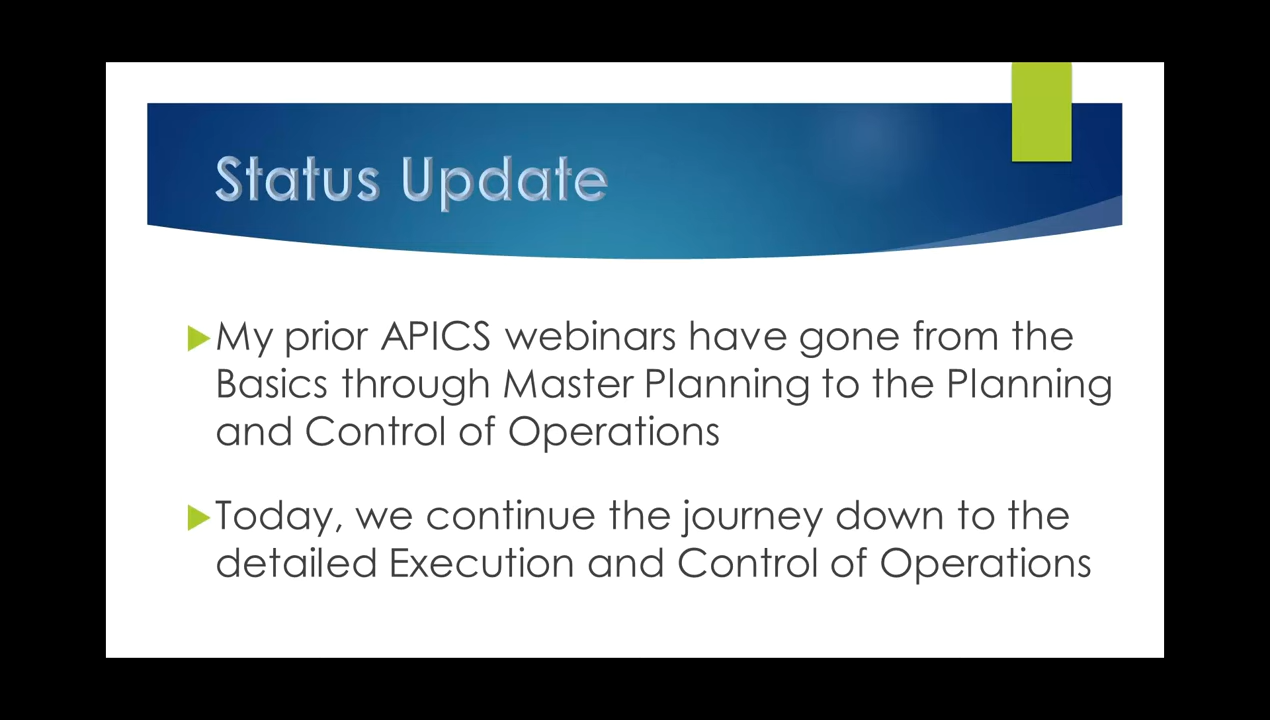 Status Update
My prior APICS webinars have gone from the
Basics through Master Planning to the Planning
and Control of Operations
Today, we continue the journey down to the
detailed Execution and Control of Operations